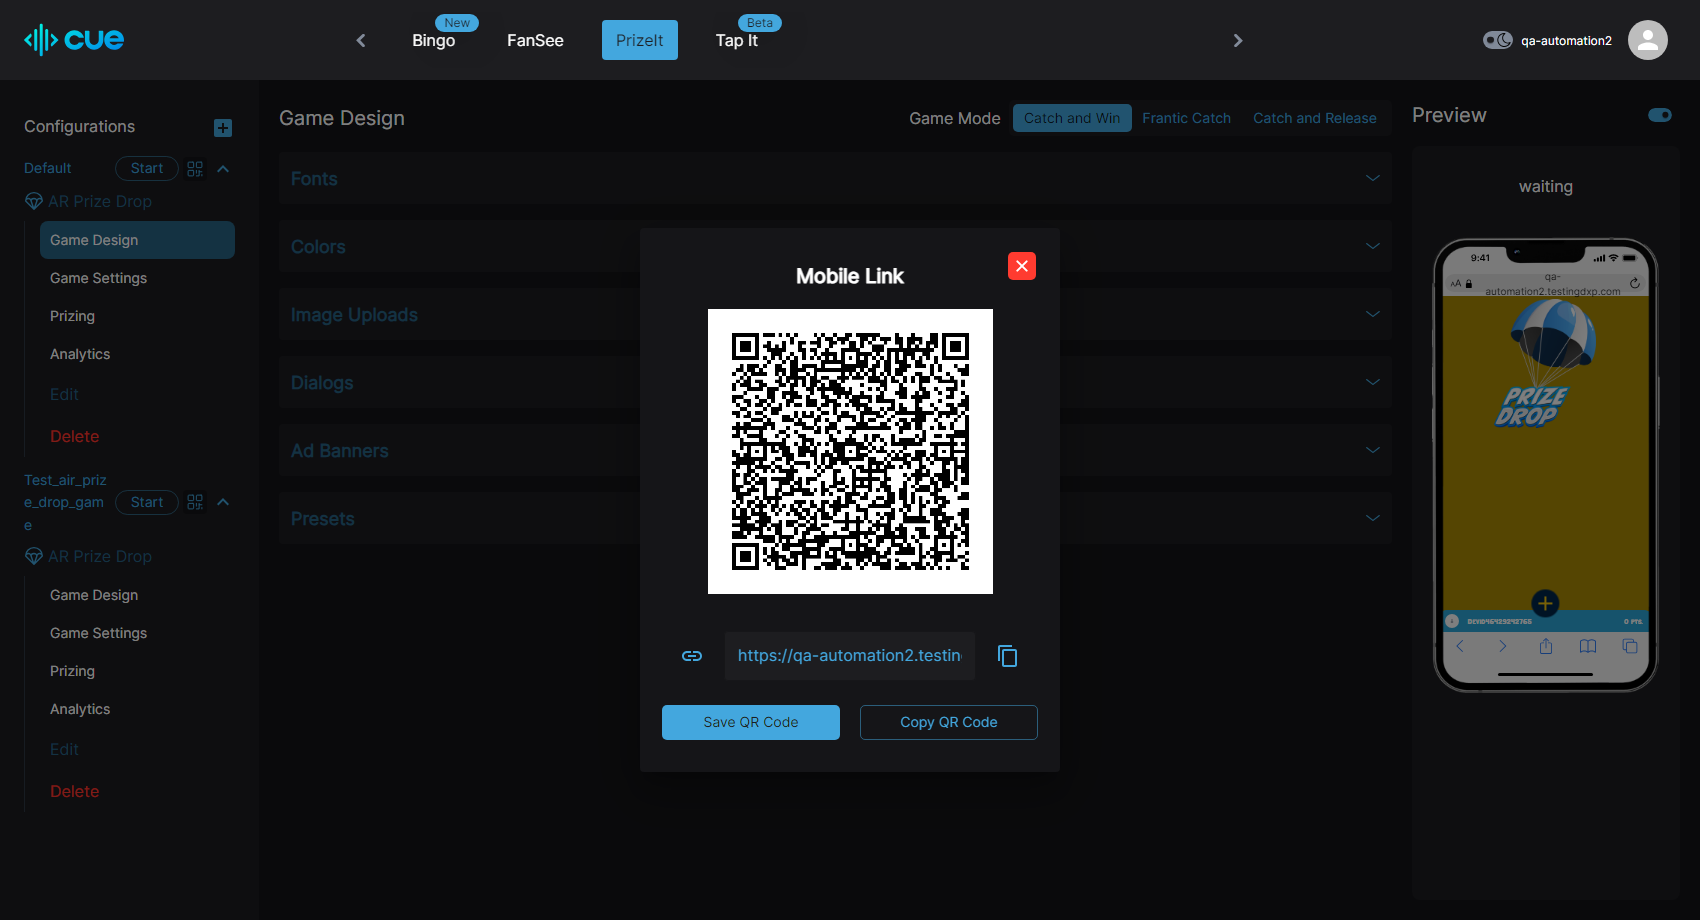 cue
New
Bingo
FanSee
PrizeIt
Beta
Tap It
qa-automation2
Configurations
Default
Start
AR Prize Drop
Game Design
Game Settings
Prizing
Analytics
Edit
Delete
Test_air_priz
e_drop_gam
e
Start
AR Prize Drop
Game Design
Game Settings
Prizing
Analytics
Edit
Delete
Game Design
Game Mode
Catch and Win
Frantic Catch
Catch and Release
Fonts
Colors
Image Uploads
Dialogs
Ad Banners
Presets
Mobile Link
https://qa-automation2.testin
Save QR Code
Copy QR Code
Preview
waiting
9:41
AA
qa-
automation2.testingdxp.com
PRIZE
DROP
0 PTS.